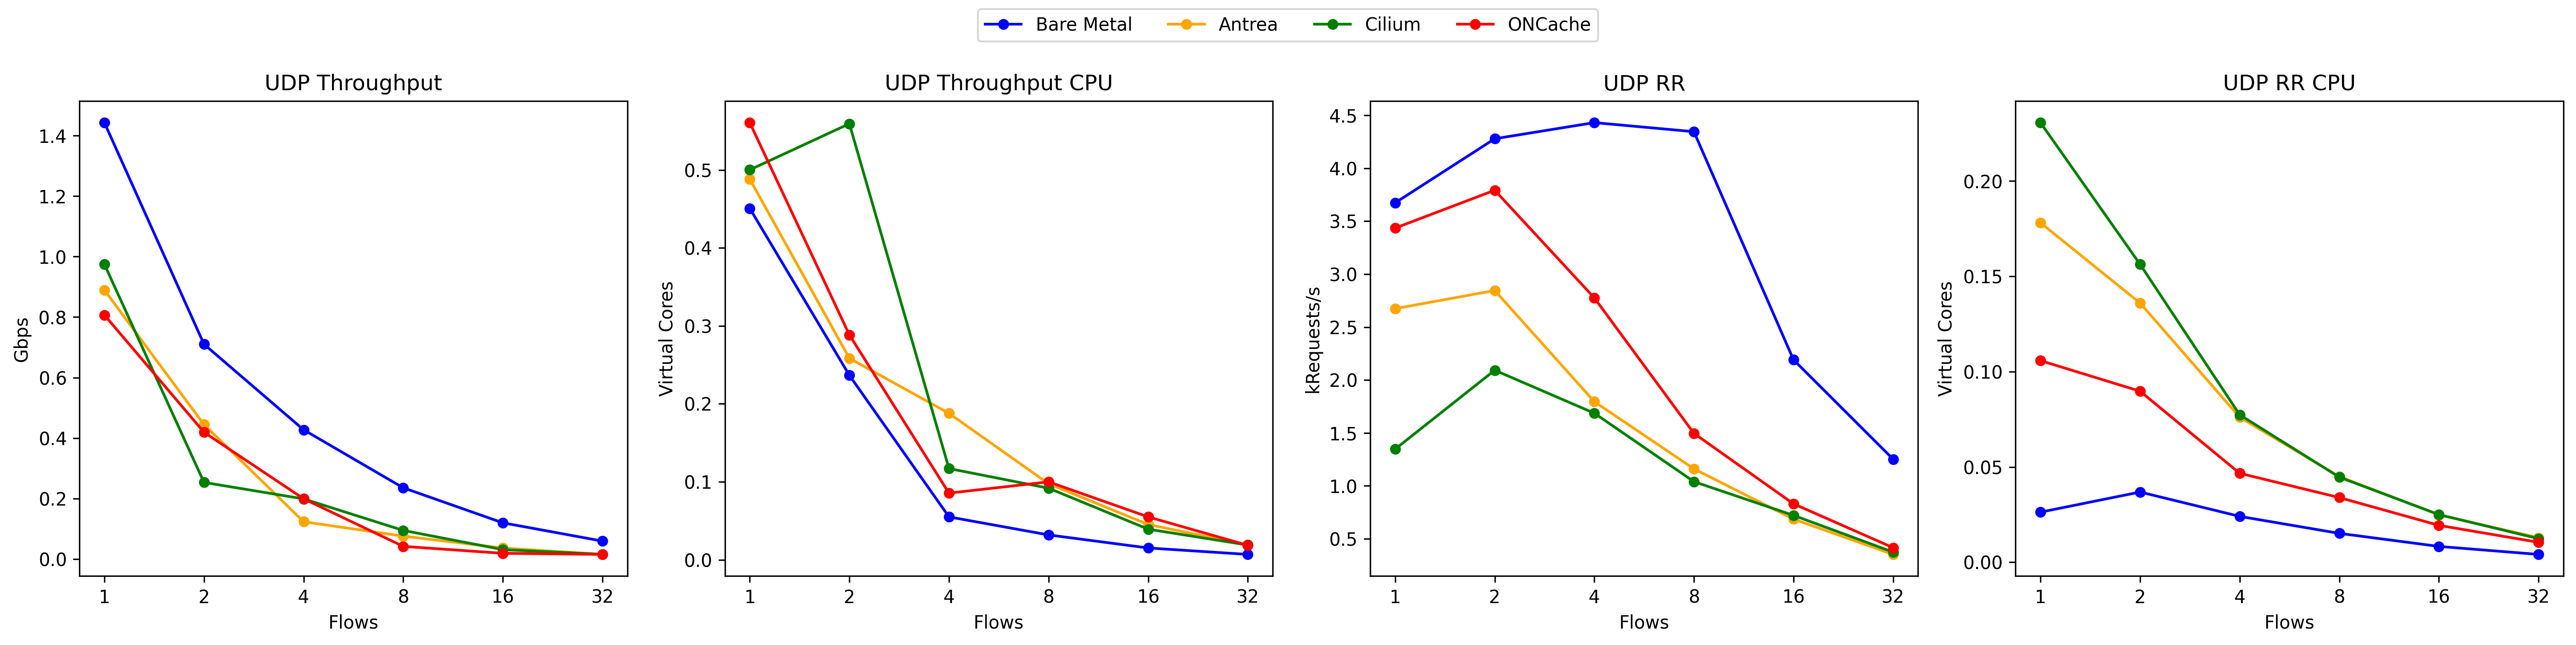 Bare Metal Antrea Cilium ONCache
UDP Throughput
1.4
1.2
1.0
0.8
0.6
0.4
0.2
0.0
Gbps
1 2 4 8 16 32
Flows
UDP Throughput CPU
0.5
0.4
0.3
0.2
0.1
0.0
Virtual Cores
1 2 4 8 16 32
Flows
UDP RR
4.5
4.0
3.5
3.0
2.5
2.0
1.5
1.0
0.5
kRequests/s
1 2 4 8 16 32
Flows
UDP RR CPU
0.20
0.15
0.10
0.05
0.00
Virtual Cores
1 2 4 8 16 32
Flows